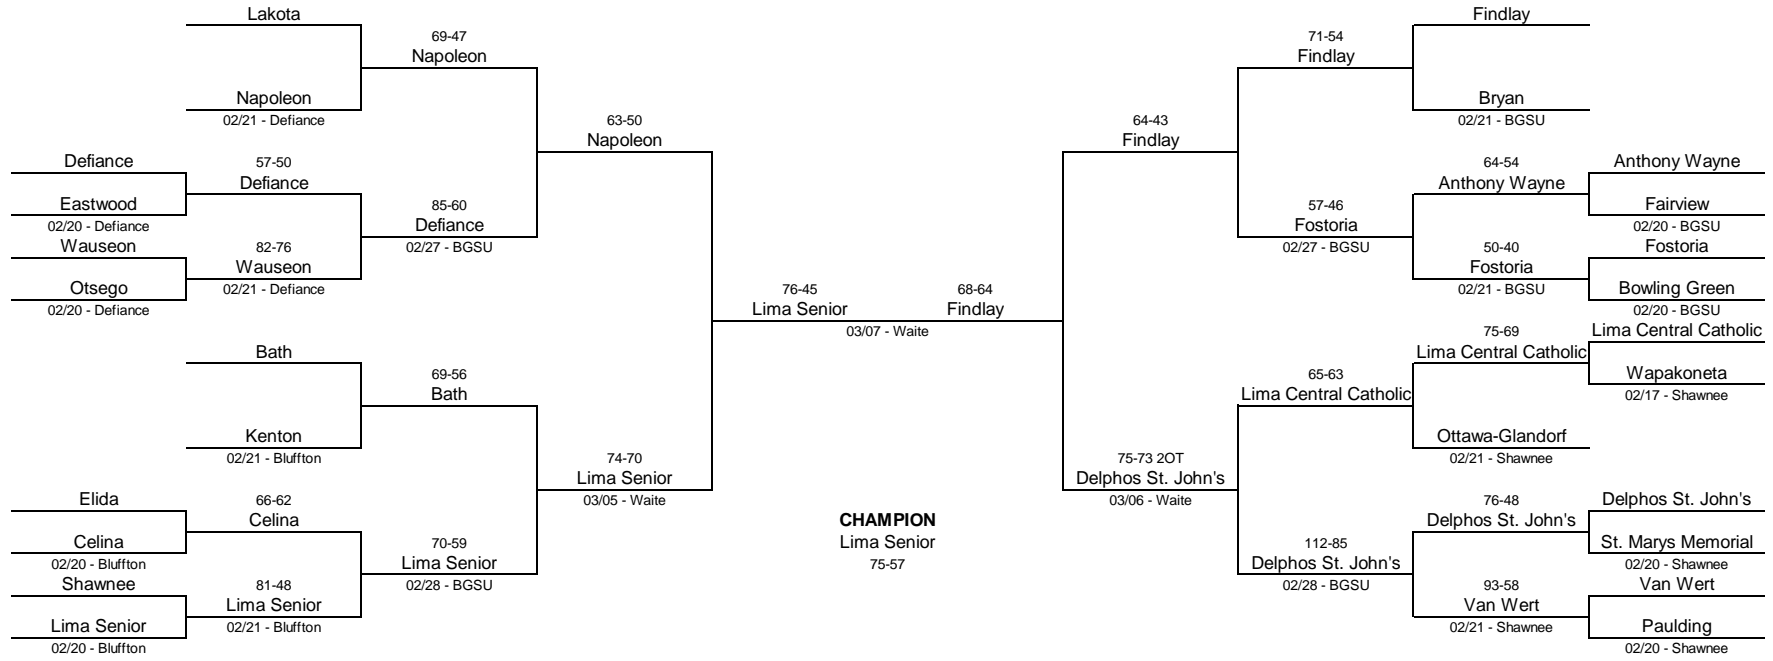 Lakota
69-47
Napoleon
Napoleon
02/21 - Defiance
63-50
Napoleon
Defiance
57-50
Defiance
Eastwood
02/20 - Defiance
85-60
Defiance
02/27 - BGSU
Wauseon
82-76
Wauseon
02/21 - Defiance
Otsego
02/20 - Defiance
76-45
Lima Senior
Bath
69-56
Bath
Kenton
02/21 - Bluffton
74-70
Lima Senior
03/05 - Waite
Elida
66-62
Celina
Celina
02/20 - Bluffton
70-59
Lima Senior
02/28 - BGSU
Shawnee
81-48
Lima Senior
02/21 - Bluffton
Lima Senior
02/20 - Bluffton
03/07 - Waite
CHAMPION
Lima Senior
75-57
68-64
Findlay
Findlay
71-54
Findlay
Bryan
02/21 - BGSU
64-43
Findlay
64-54
Anthony Wayne
Anthony Wayne
Fairview
02/20 - BGSU
57-46
Fostoria
02/27 - BGSU
50-40
Fostoria
02/21 - BGSU
Fostoria
Bowling Green
02/20 - BGSU
75-69
Lima Central Catholic
Lima Central Catholic
Wapakoneta
02/17 - Shawnee
65-63
Lima Central Catholic
Ottawa-Glandorf
02/21 - Shawnee
75-73 2OT
Delphos St. John's
03/06 - Waite
76-48
Delphos St. John's
Delphos St. John's
St. Marys Memorial
02/20 - Shawnee
112-85
Delphos St. John's
02/28 - BGSU
93-58
Van Wert
02/21 - Shawnee
Van Wert
Paulding
02/20 - Shawnee